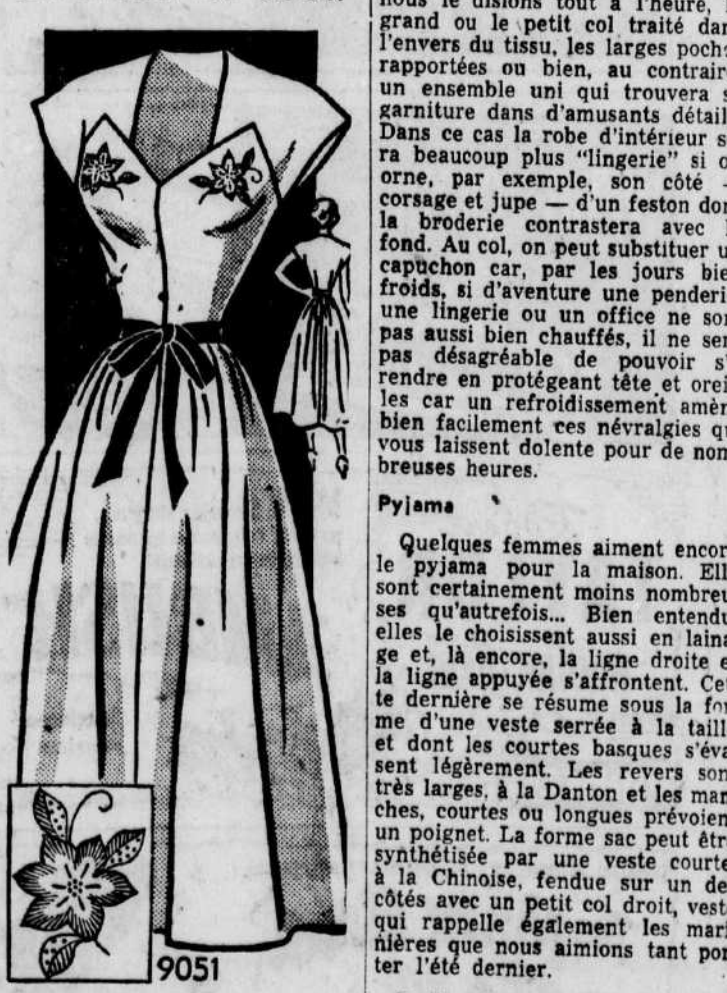 nous le disions tout à l'heure, l
grand ou le petit col traité dan
l'envers du tissu, les larges poche
rapportées ou bien, au contraire
un ensemble uni qui trouvera s
garniture dans d'amusants détail
Dans ce cas la robe d'intérieur s
ra beaucoup plus “lingerie” si o
orne, par exemple, son côté —
corsage et jupe — d'un feston don
la broderie contrastera avec l
fond. Au col, on peut substituer u
capuchon car, par les jours bie
froids, si d'aventure une penderi
une lingerie ou un office ne son
pas aussi bien chauffés, il ne ser
pas désagréable de pouvoir s'
rendre en protégeant tête et orei
les car un refroidissement amèn
bien facilement ces névralgies qu
vous laissent dolente pour de nom
breuses heures.
Pyjama
Quelques femmes aiment encor
le pyjama pour la maison. Elle
sont certainement moins nombreu
ses qu'autrefois... Bien entendu
elles le choisissent aussi en laina
ge et, là encore, la ligne droite e
la ligne appuyée s'affrontent. Cet
te dernière se résume sous la for
me d'une veste serrée à la taille
et dont les courtes basques s'éva
sent légèrement. Les revers son
très larges, à la Danton et les man
ches, courtes ou longues prévoien
un poignet. La forme sac peut êtr
synthétisée par une veste courte
à la Chinoise, fendue sur un de
côtés avec un petit col droit, vest
qui rappelle également les mari
nières que nous aimions tant por
ter l'été dernier.
9051